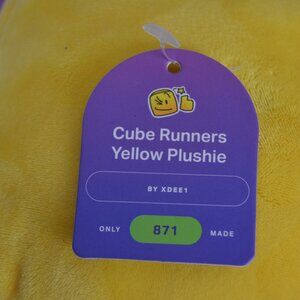 Cube Runners
Yellow Plushie
BY XDEE1
ONLY 871 MADE